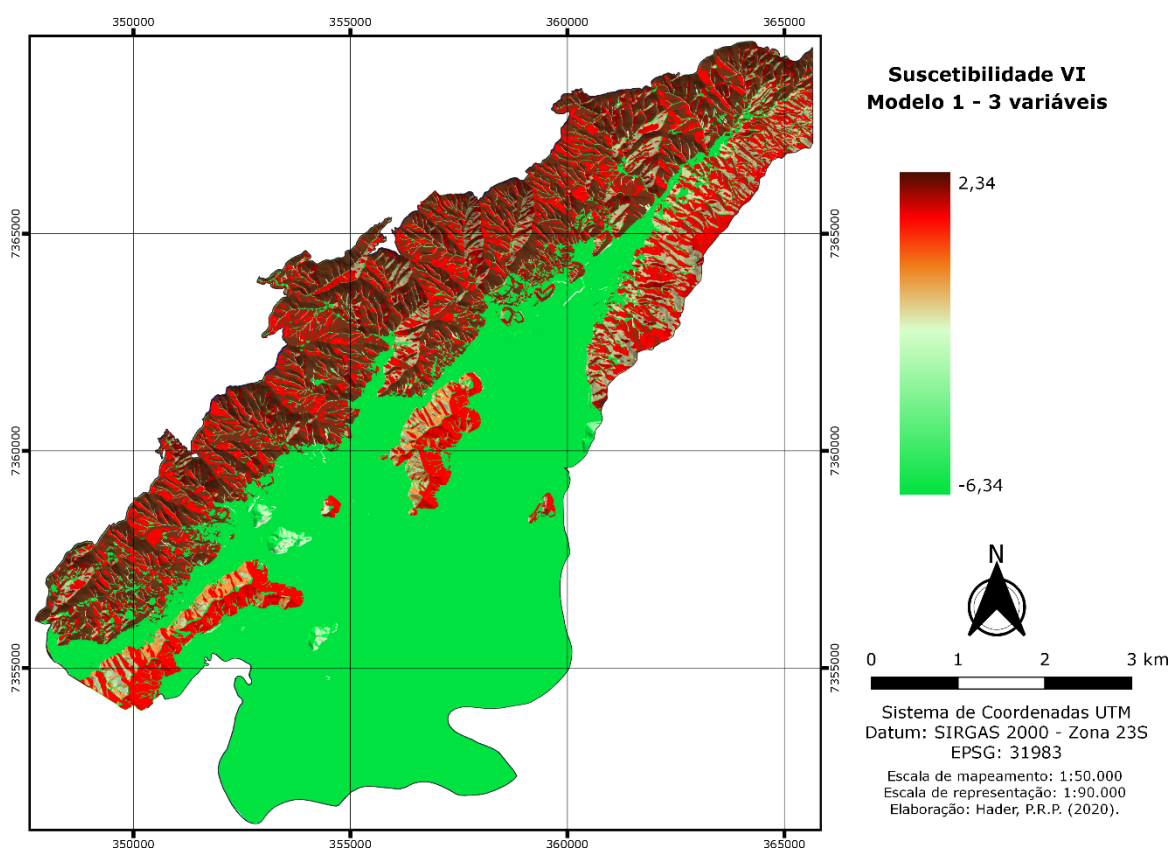 350000 355000 360000 365000
Suscetibilidade VI
Modelo 1 - 3 variáveis
2,34
-6,34
7365000
7365000
7360000
7360000
7355000
7355000
N
0 1 2 3 km
Sistema de Coordenadas UTM
Datum: SIRGAS 2000 - Zona 23S
EPSG: 31983
Escala de mapeamento: 1:50.000
Escala de representação: 1:90.000
Elaboração: Hader, P.R.P. (2020).
350000 355000 360000 365000